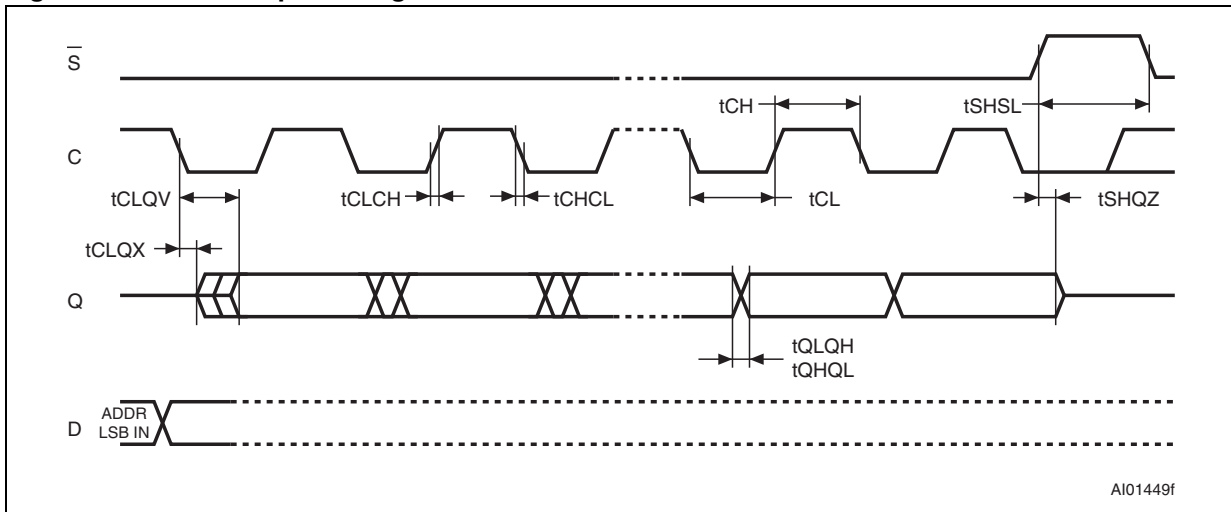 S
tCH
tSHSL
C
tCLQV
tCLCH
tCHCL
tCL
tSHQZ
tCLQX
Q
tQLQH
tQHQL
ADDR
D LSB IN
AI01449f